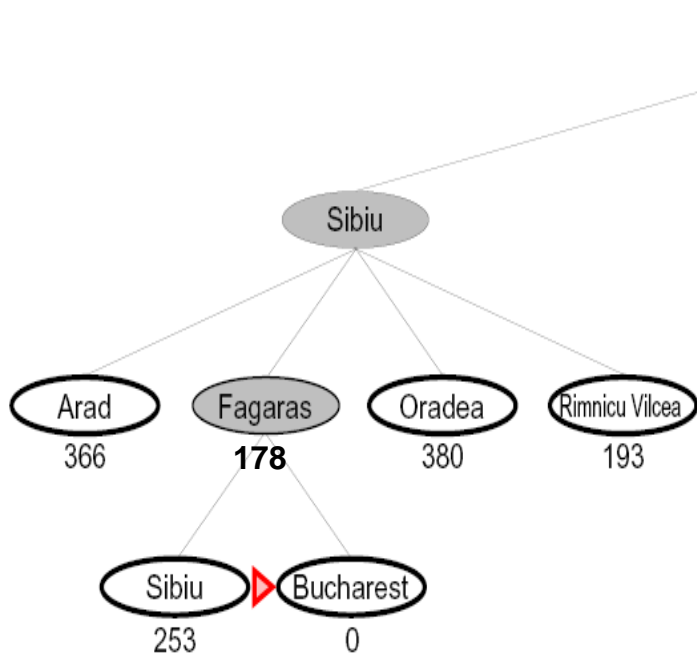 Sibiu
Arad Fagaras Oradea Rimnicu Vilcea
366 178 380 193
Sibiu Bucharest
253 0